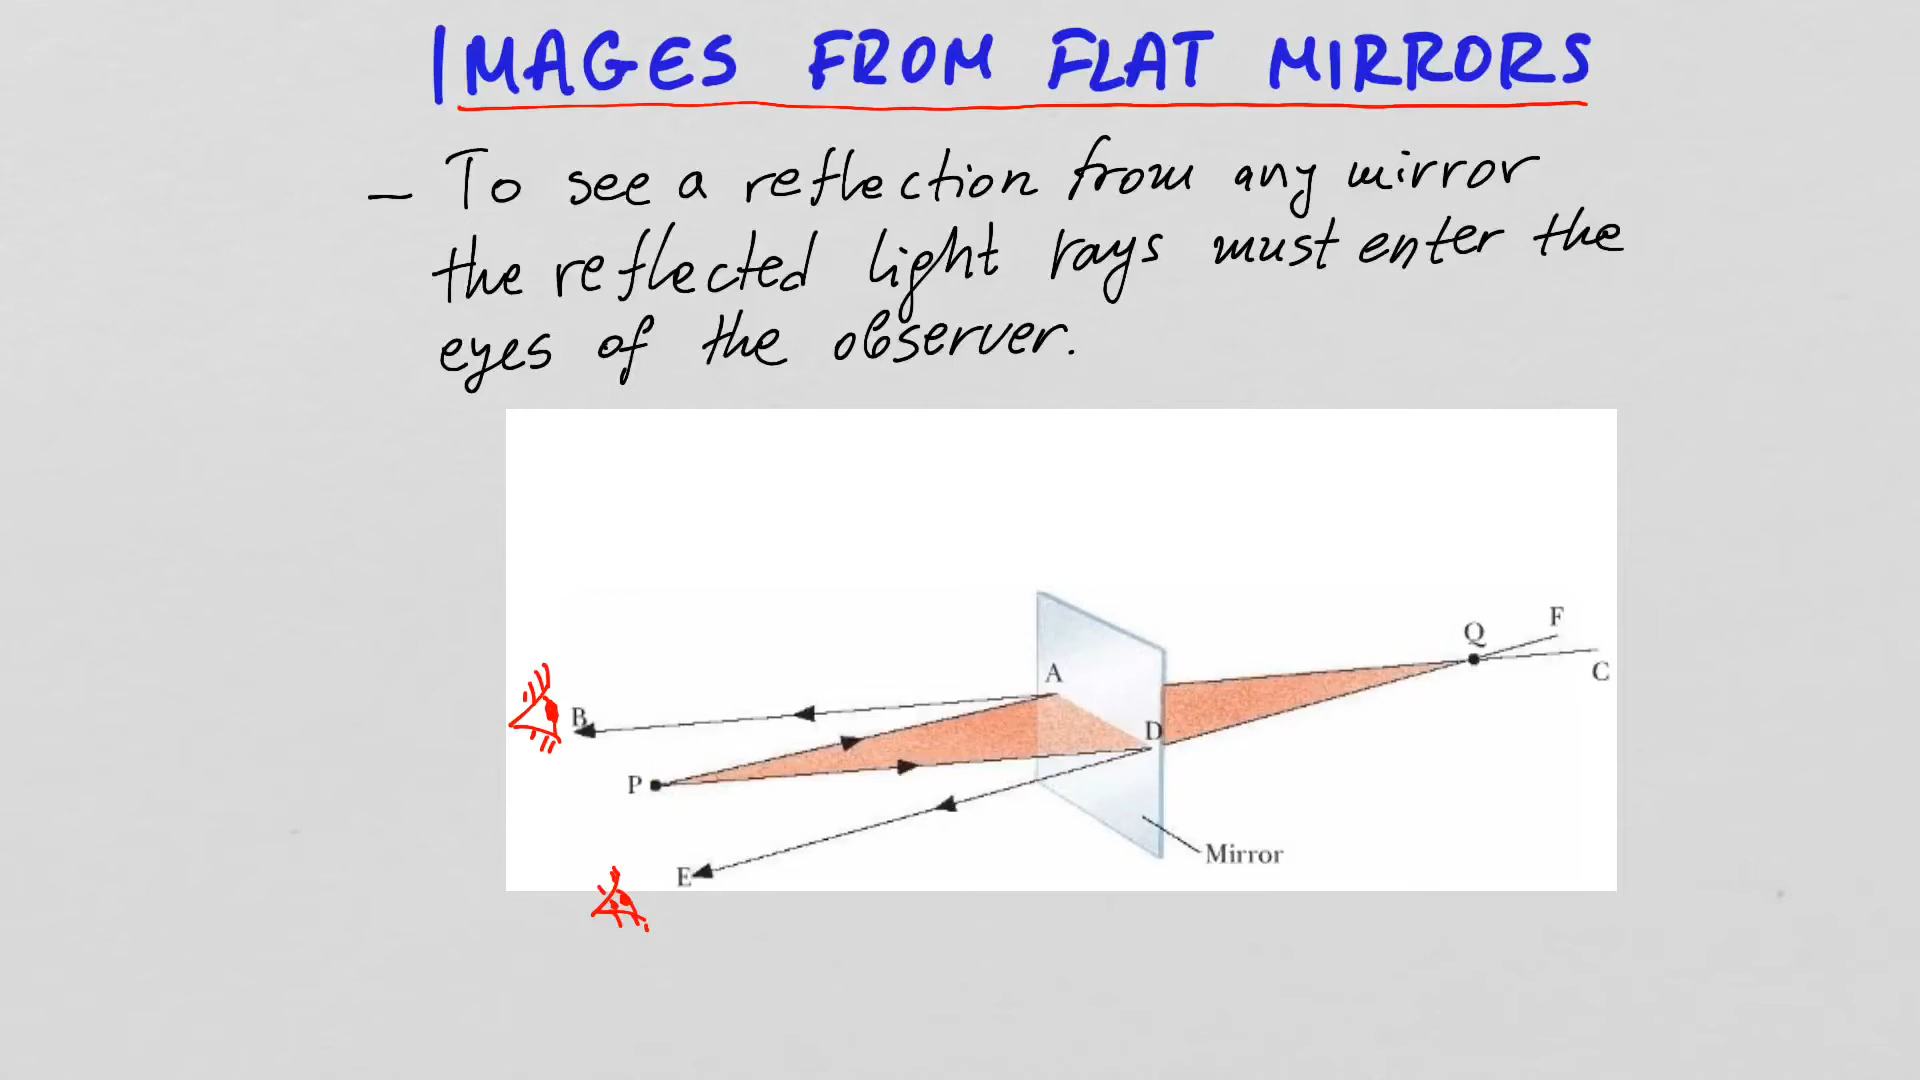 IMAGES FROM FLAT MIRRORS
– To see a reflection from any mirror
the reflected light rays must enter the
eyes of the observer.
F
Q
C
A
B
D
P
Mirror
E